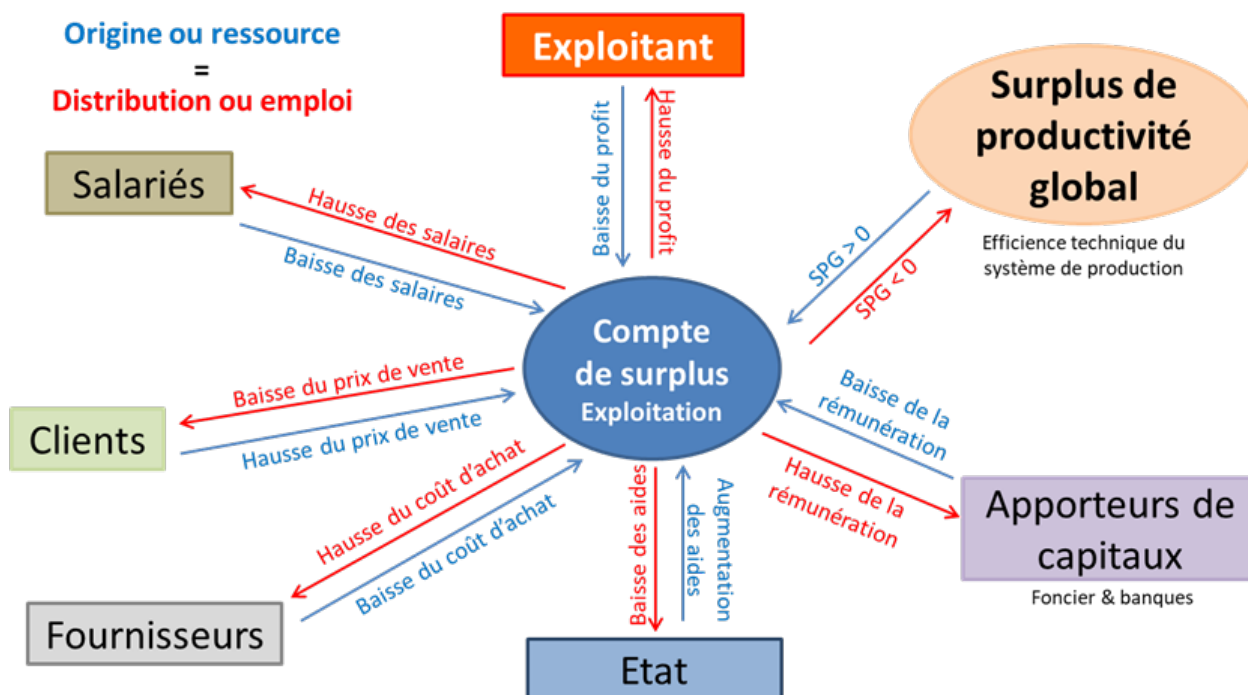 Origine ou ressource
=
Distribution ou emploi
Exploitant
Surplus de
productivité
global
Efficience technique du
système de production
Salariés
Hausse des salaires
Baisse des salaires
Baisse du profit
Hausse du profit
SPG > 0
SPG < 0
Compte
de surplus
Exploitation
Clients
Baisse du prix de vente
Hausse du prix de vente
Baisse de la
rémunération
Hausse de la
rémunération
Apporteurs de
capitaux
Foncier & banques
Hausse du coût d'achat
Baisse du coût d'achat
Fournisseurs
Baisse des aides
Augmentation
des aides
Etat